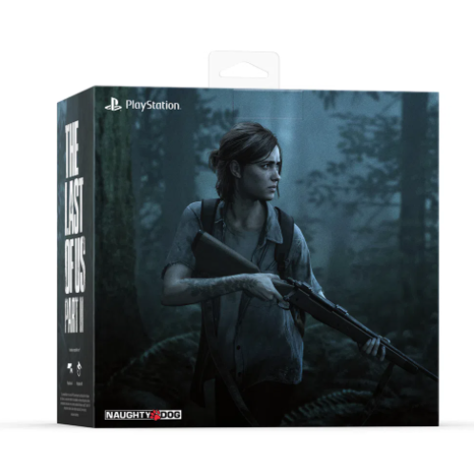 PlayStation
THE
LAST
OF US
PART II
NAUGHTY DOG